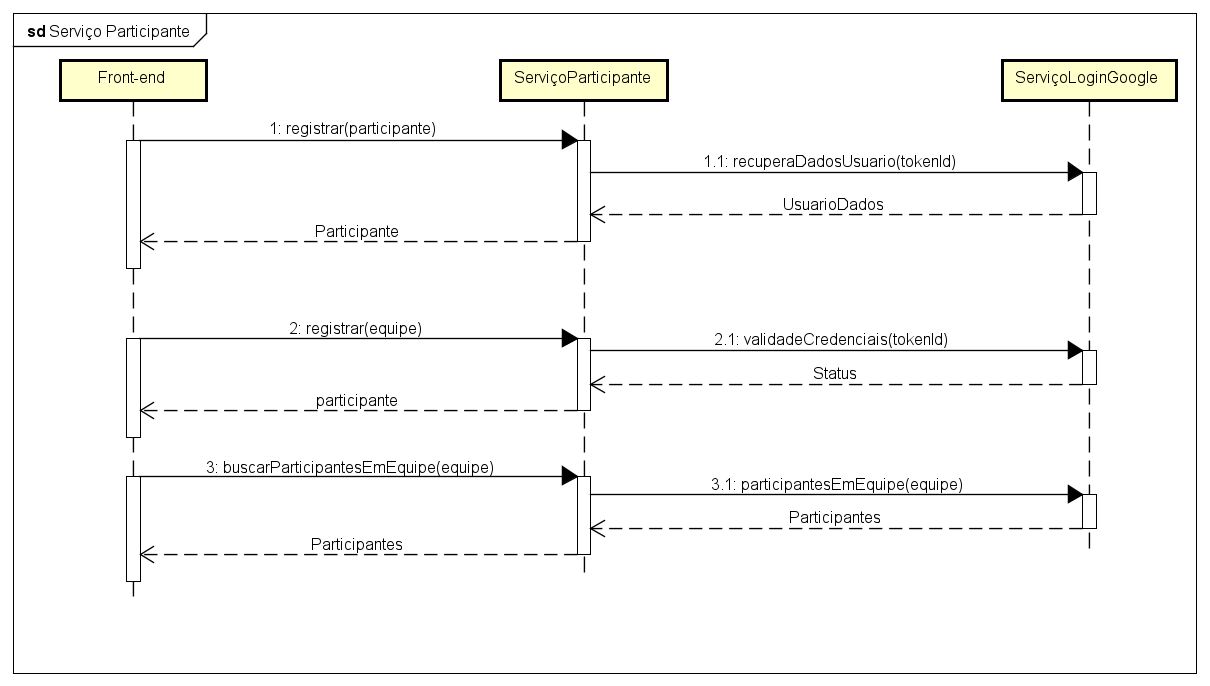 sd Serviço Participante
Front-end
ServiçoParticipante
ServiçoLoginGoogle
1: registrar(participante)
1.1: recuperaDadosUsuario(tokenId)
UsuarioDados
Participante
2: registrar(equipe)
2.1: validadeCredenciais(tokenId)
Status
participante
3: buscarParticipantesEmEquipe(equipe)
3.1: participantesEmEquipe(equipe)
Participantes
Participantes